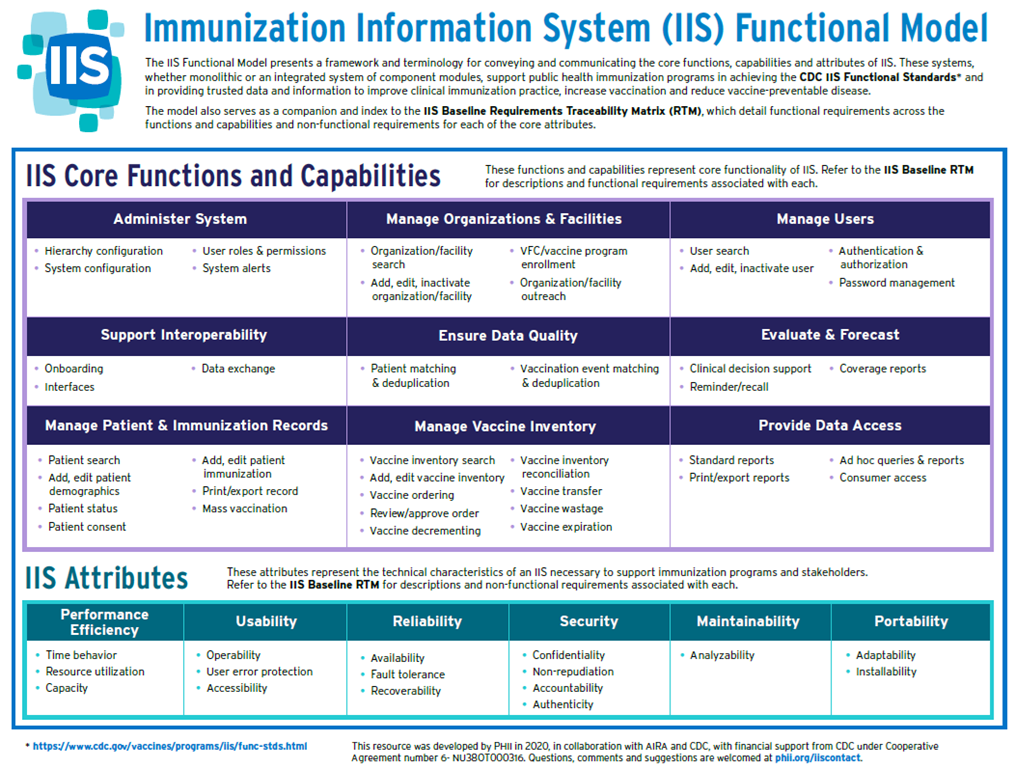 IIS
Immunization Information System (IIS) Functional Model
The IIS Functional Model presents a framework and terminology for conveying and communicating the core functions, capabilities and attributes of IIS. These systems,
whether monolithic or an integrated system of component modules, support public health immunization programs in achieving the CDC IIS Functional Standards* and
in providing trusted data and information to improve clinical immunization practice, increase vaccination and reduce vaccine-preventable disease.
The model also serves as a companion and index to the IIS Baseline Requirements Traceability Matrix (RTM), which detail functional requirements across the
functions and capabilities and non-functional requirements for each of the core attributes.
IIS Core Functions and Capabilities
These functions and capabilities represent core functionality of IIS. Refer to the IIS Baseline RTM
for descriptions and functional requirements associated with each.
Administer System
• Hierarchy configuration
• System configuration
• User roles & permissions
• System alerts
Manage Organizations & Facilities
• Organization/facility
search
• Add, edit, inactivate
organization/facility
• VFC/vaccine program
enrollment
• Organization/facility
outreach
Manage Users
• User search
• Add, edit, inactivate user
• Authentication &
authorization
• Password management
Support Interoperability
• Onboarding
• Interfaces
• Data exchange
Ensure Data Quality
• Patient matching
& deduplication
• Vaccination event matching
& deduplication
Evaluate & Forecast
• Clinical decision support
• Reminder/recall
• Coverage reports
Manage Patient & Immunization Records
• Patient search
• Add, edit patient
demographics
• Patient status
• Patient consent
• Add, edit patient
immunization
• Print/export record
• Mass vaccination
Manage Vaccine Inventory
• Vaccine inventory search
• Add, edit vaccine inventory
• Vaccine ordering
• Review/approve order
• Vaccine decrementing
• Vaccine inventory
reconciliation
• Vaccine transfer
• Vaccine wastage
• Vaccine expiration
Provide Data Access
• Standard reports
• Print/export reports
• Ad hoc queries & reports
• Consumer access
IIS Attributes
These attributes represent the technical characteristics of an IIS necessary to support immunization programs and stakeholders.
Refer to the IIS Baseline RTM for descriptions and non-functional requirements associated with each.
Performance
Efficiency
• Time behavior
• Resource utilization
• Capacity
Usability
• Operability
• User error protection
• Accessibility
Reliability
• Availability
• Fault tolerance
• Recoverability
Security
• Confidentiality
• Non-repudiation
• Accountability
• Authenticity
Maintainability
• Analyzability
Portability
• Adaptability
• Installability
* https://www.cdc.gov/vaccines/programs/iis/func-stds.html
This resource was developed by PHII in 2020, in collaboration with AIRA and CDC, with financial support from CDC under Cooperative
Agreement number 6- NU38OT000316. Questions, comments and suggestions are welcomed at phii.org/iiscontact.